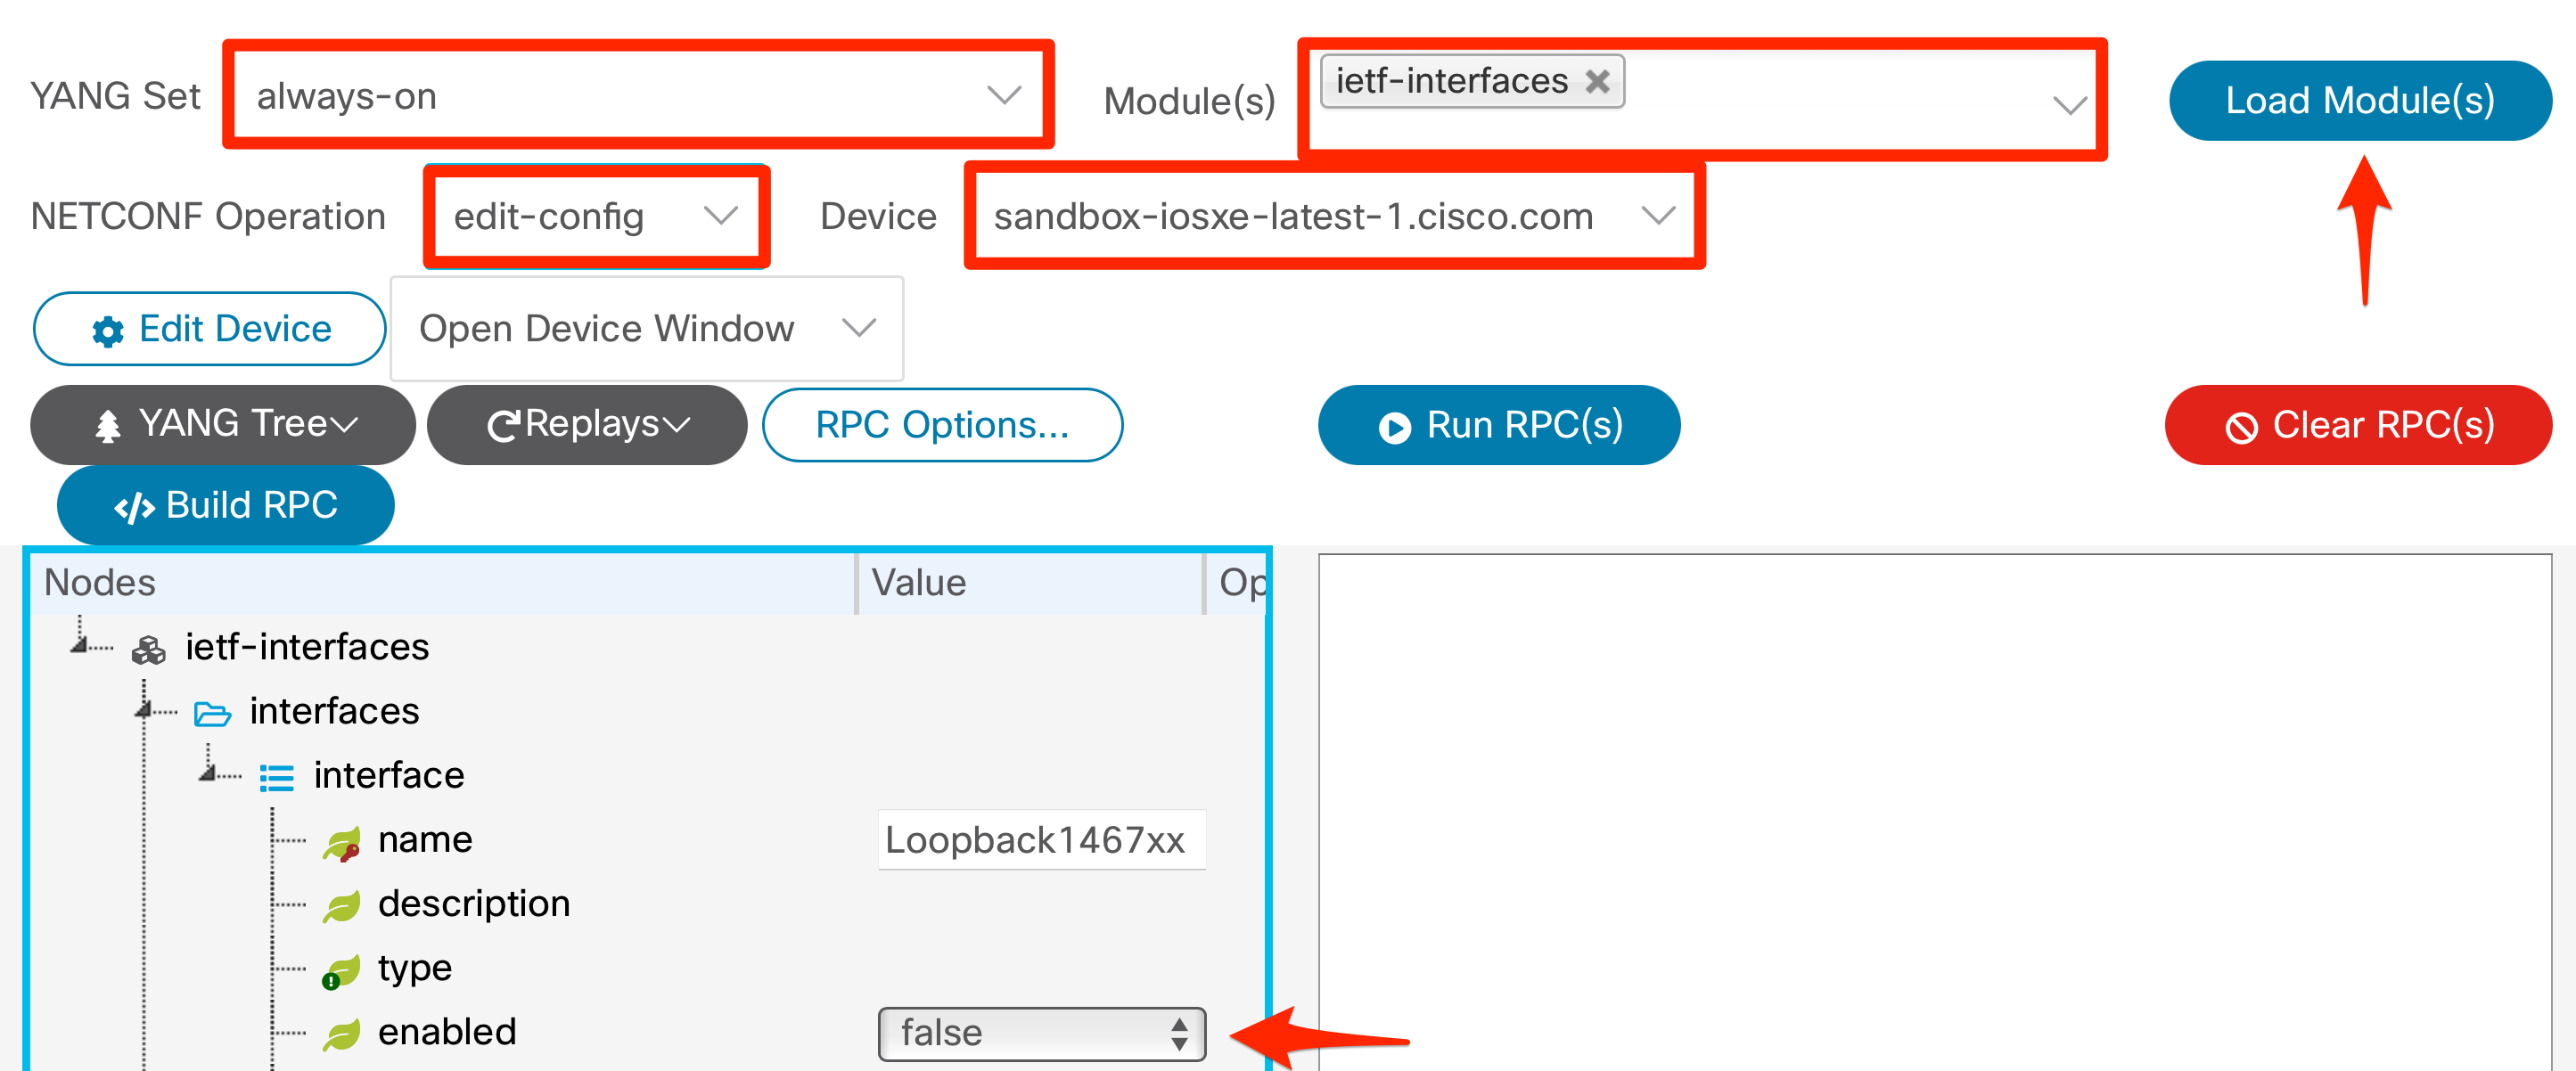 YANG Set always-on Module(s) ietf-interfaces Load Module(s)
NETCONF Operation edit-config Device sandbox-iosxe-latest-1.cisco.com
Edit Device Open Device Window
YANG Tree Replays RPC Options... Run RPC(s) Clear RPC(s)
</> Build RPC
Nodes Value Op
ietf-interfaces
interfaces
interface
name Loopback1467xx
description
type
enabled false